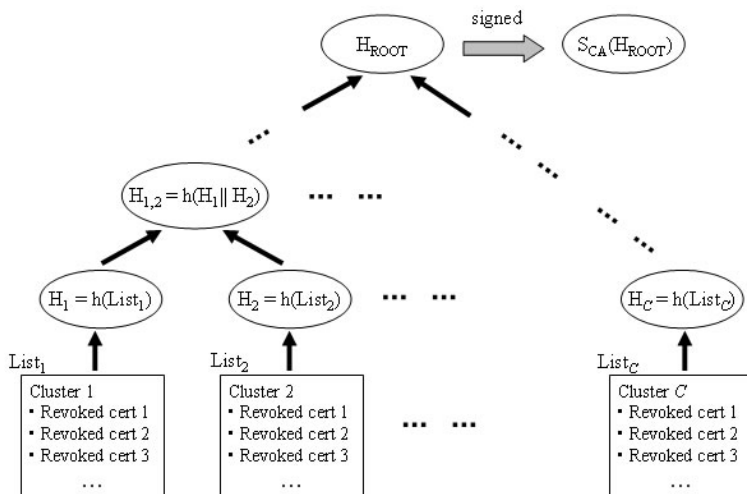 signed
H_ROOT
S_CA(H_ROOT)
...
...
...
...
...
H_1,2 = h(H_1 || H_2)
... ...
H_1 = h(List_1)
H_2 = h(List_2)
... ...
H_C = h(List_C)
List_1
List_2
List_C
Cluster 1
▪ Revoked cert 1
▪ Revoked cert 2
▪ Revoked cert 3
...
Cluster 2
▪ Revoked cert 1
▪ Revoked cert 2
▪ Revoked cert 3
...
... ...
Cluster C
▪ Revoked cert 1
▪ Revoked cert 2
▪ Revoked cert 3
...